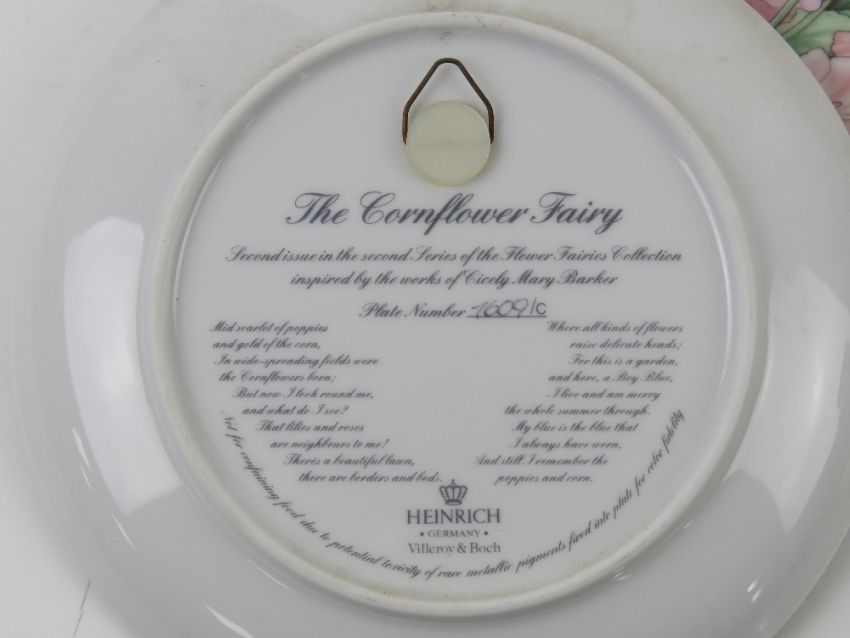 The Cornflower Fairy
Second issue in the second Series of the Flower Fairies Collection
inspired by the works of Cicely Mary Barker
Plate Number 1609/C
Mid scarlet of poppies
and gold of the corn,
In wide-spreading fields were
the Cornflowers born;
But now I look round me,
and what do I see?
That lilies and roses
are neighbours to me!
There's a beautiful lawn,
there are borders and beds.
Where all kinds of flowers
raise delicate heads;
For this is a garden,
and here, a Boy Blue,
I live and am merry
the whole summer through.
My blue is the blue that
I always have worn,
And still I remember the
poppies and corn.
HEINRICH
• GERMANY •
Villeroy & Boch
Not for containing food due to potential toxicity of rare metallic pigments fired into plate for color fidelity